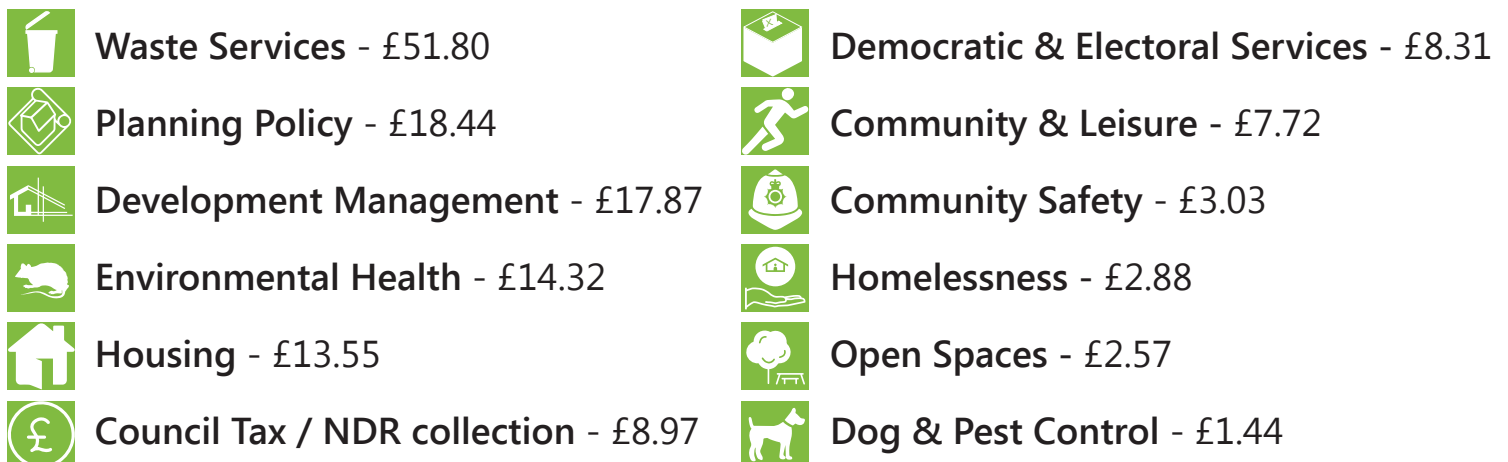 Waste Services - £51.80
Planning Policy - £18.44
Development Management - £17.87
Environmental Health - £14.32
Housing - £13.55
£
Council Tax / NDR collection - £8.97
x
Democratic & Electoral Services - £8.31
Community & Leisure - £7.72
Community Safety - £3.03
Homelessness - £2.88
Open Spaces - £2.57
Dog & Pest Control - £1.44